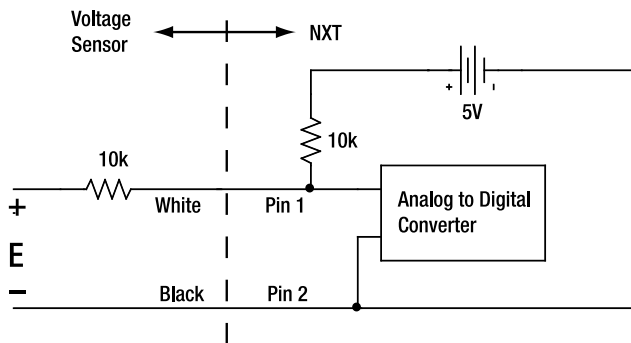 Voltage
Sensor
NXT
+ -
5V
10k
10k
White
Pin 1
Analog to Digital
Converter
+
E
-
Black
Pin 2